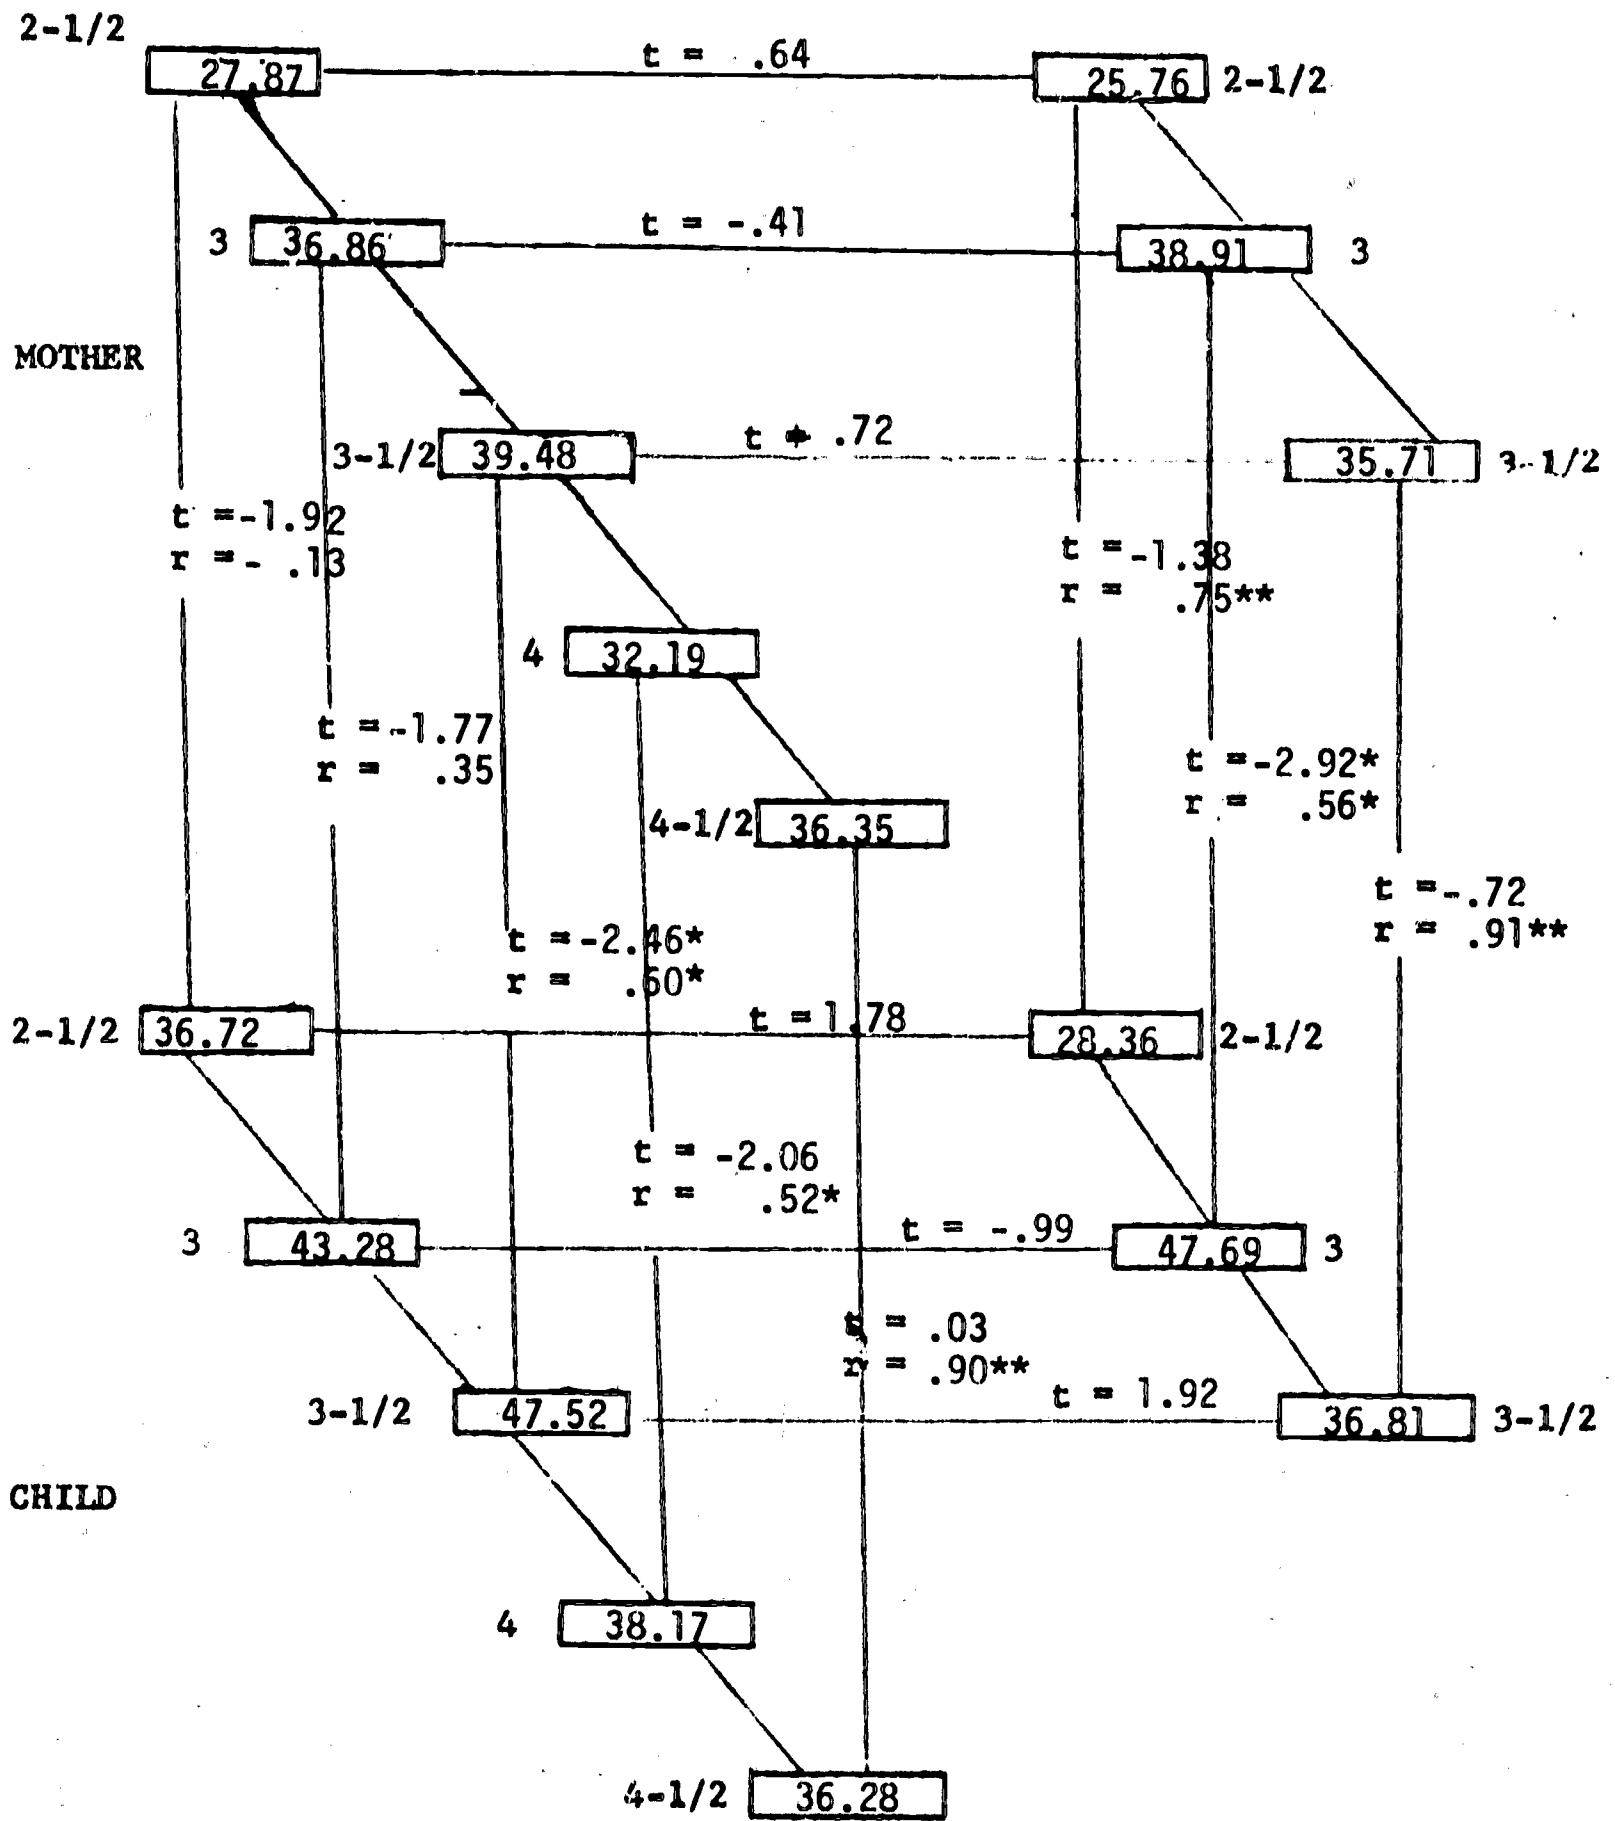 2-1/2
27.87 t = .64 25.76 2-1/2
3 36.86 t = -.41 38.91 3
MOTHER
3-1/2 39.48 t = .72 35.71 3-1/2
t =-1.92
r =- .13
t =-1.38
r = .75**
4 32.19
t =-1.77
r = .35
t =-2.92*
r = .56*
4-1/2 36.35
t =-.72
r = .91**
t =-2.46*
r = .60*
2-1/2 36.72 t =1.78 28.36 2-1/2
t = -2.06
r = .52*
3 43.28 t = -.99 47.69 3
t = .03
r = .90**
3-1/2 47.52 t = 1.92 36.81 3-1/2
CHILD
4 38.17
4-1/2 36.28